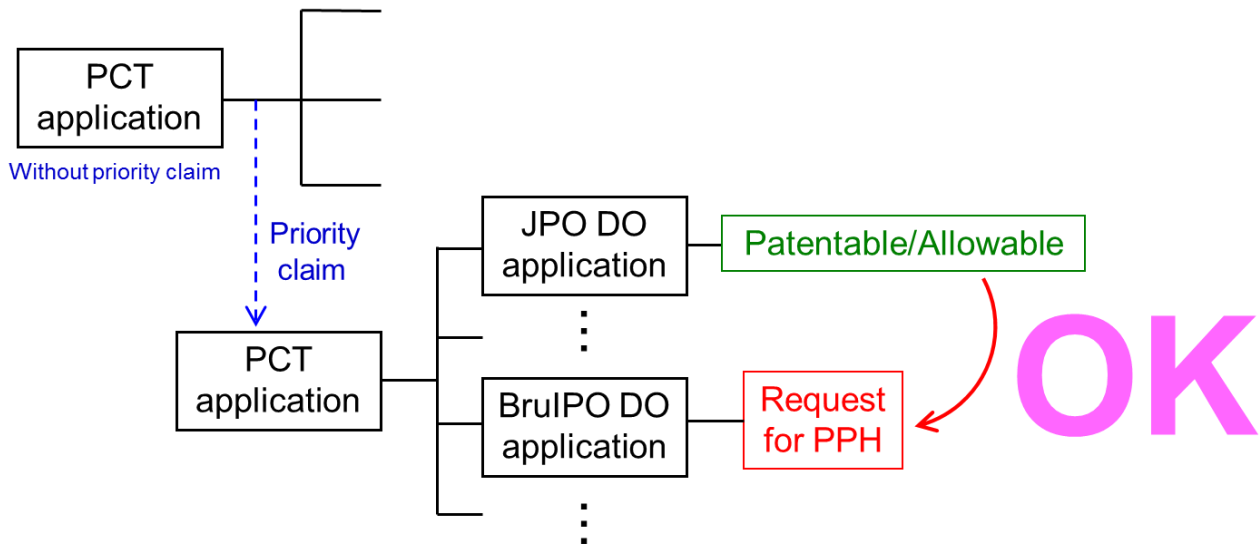 PCT
application
Without priority claim
Priority
claim
JPO DO
application
Patentable/Allowable
OK
PCT
application
BruIPO DO
application
Request
for PPH